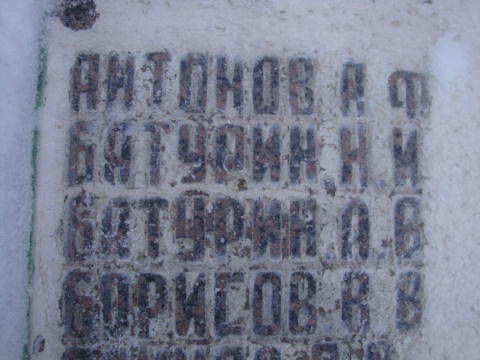 АНТОНОВ А. Ф
БАТУРИН Н. И
БАТУРИН. А. В
БОРИСОВ. В. В